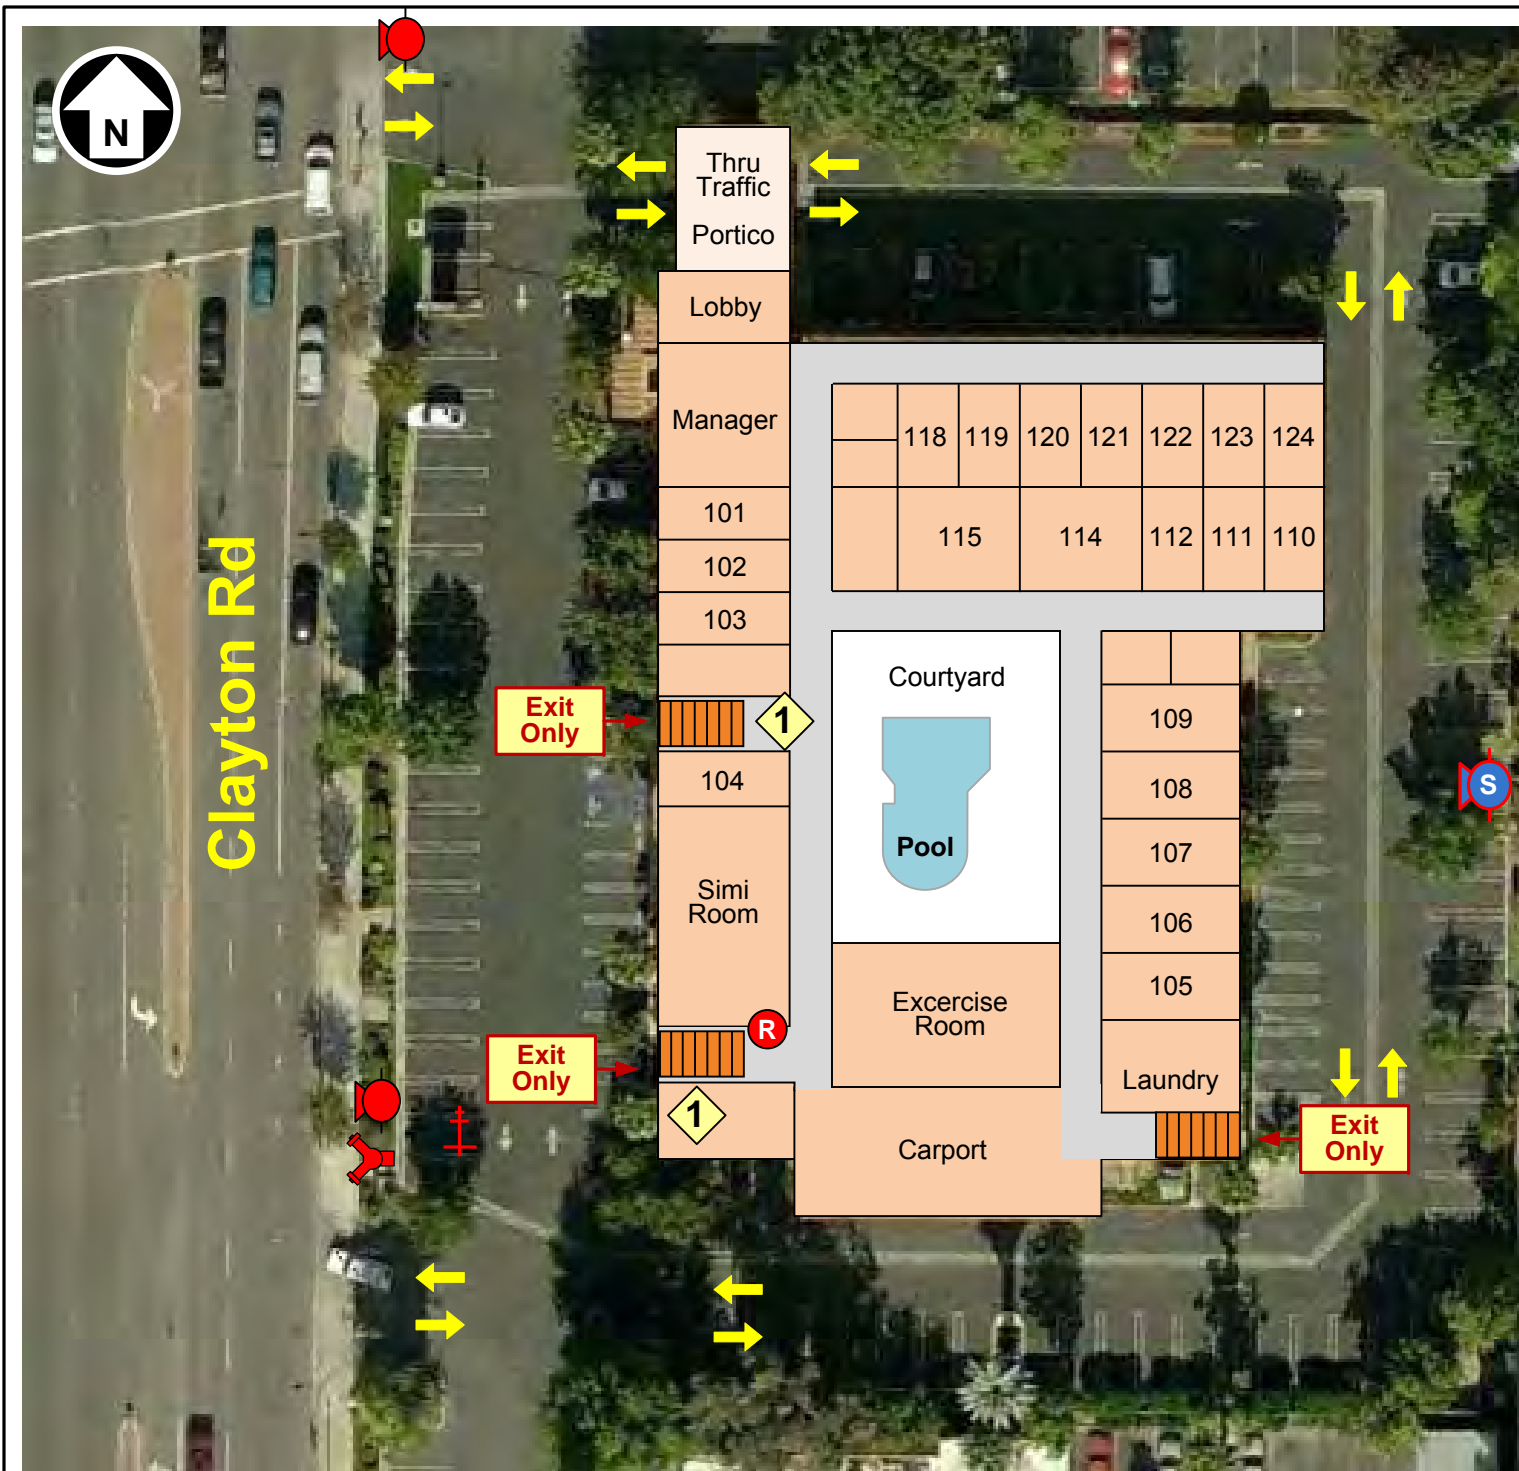 N
Thru
Traffic
Portico
Lobby
Manager
118 119 120 121 122 123 124
101
115 114 112 111 110
102
103
Clayton Rd
Courtyard
Exit
Only
1
109
104
108
S
Pool
107
Simi
Room
106
105
Excercise
Room
R
Exit
Only
Laundry
1
Carport
Exit
Only